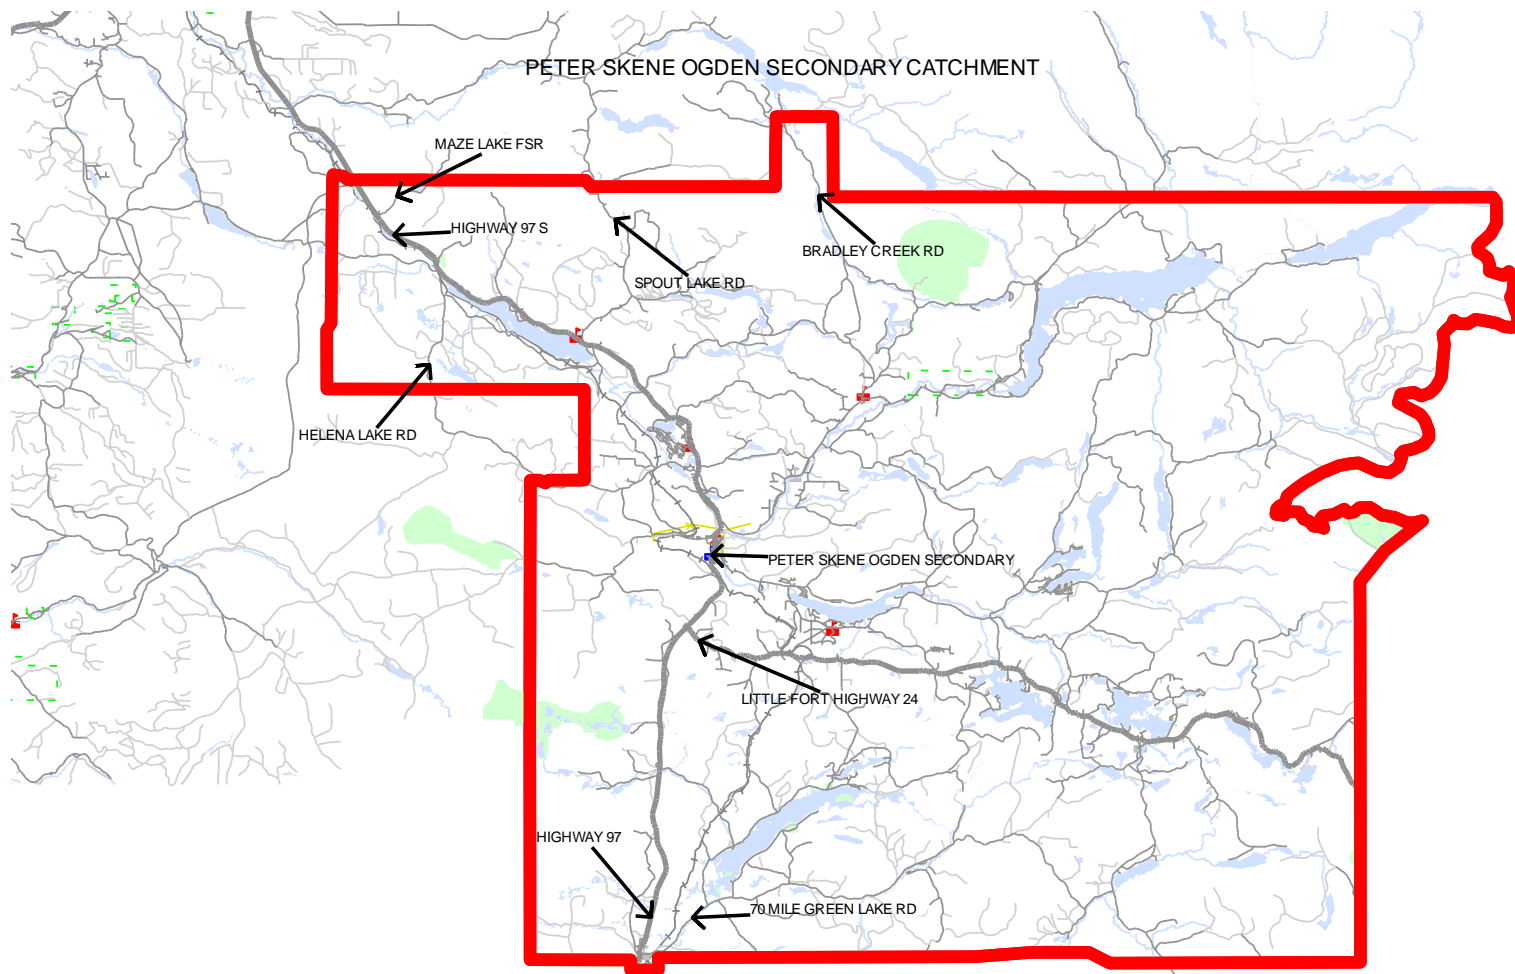 PETER SKENE OGDEN SECONDARY CATCHMENT
MAZE LAKE FSR
HIGHWAY 97 S
BRADLEY CREEK RD
SPOUT LAKE RD
HELENA LAKE RD
PETER SKENE OGDEN SECONDARY
LITTLE FORT HIGHWAY 24
HIGHWAY 97
70 MILE GREEN LAKE RD